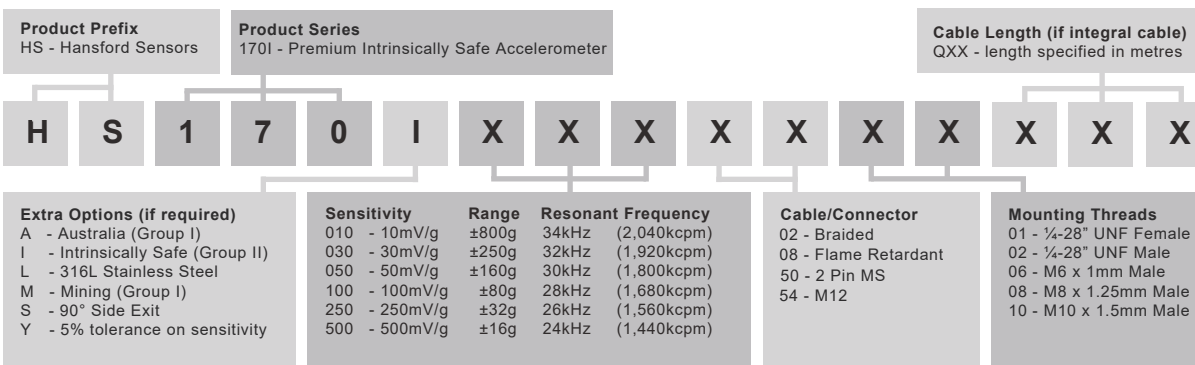 Product Prefix
HS - Hansford Sensors
Product Series
170I - Premium Intrinsically Safe Accelerometer
Cable Length (if integral cable)
QXX - length specified in metres
H S 1 7 0 I X X X X X X X X X X
Extra Options (if required)
A - Australia (Group I)
I - Intrinsically Safe (Group II)
L - 316L Stainless Steel
M - Mining (Group I)
S - 90° Side Exit
Y - 5% tolerance on sensitivity
Sensitivity Range Resonant Frequency
010 - 10mV/g ±800g 34kHz (2,040kcpm)
030 - 30mV/g ±250g 32kHz (1,920kcpm)
050 - 50mV/g ±160g 30kHz (1,800kcpm)
100 - 100mV/g ±80g 28kHz (1,680kcpm)
250 - 250mV/g ±32g 26kHz (1,560kcpm)
500 - 500mV/g ±16g 24kHz (1,440kcpm)
Cable/Connector
02 - Braided
08 - Flame Retardant
50 - 2 Pin MS
54 - M12
Mounting Threads
01 - ¼-28” UNF Female
02 - ¼-28” UNF Male
06 - M6 x 1mm Male
08 - M8 x 1.25mm Male
10 - M10 x 1.5mm Male